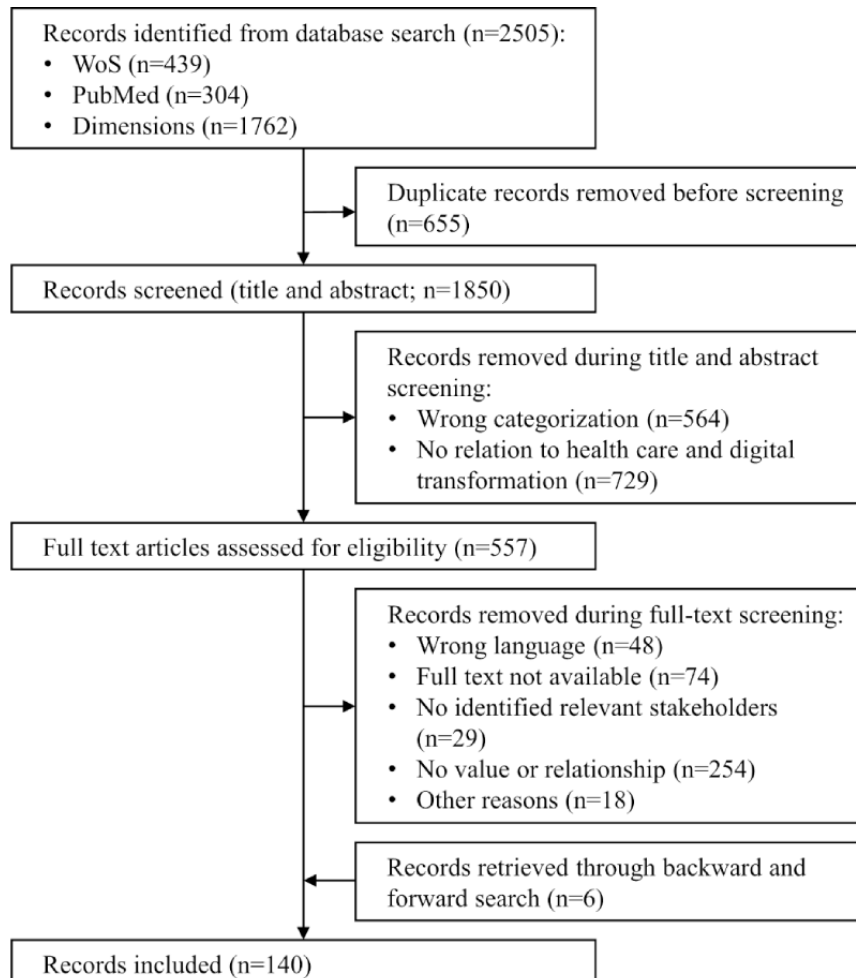 Records identified from database search (n=2505):
• WoS (n=439)
• PubMed (n=304)
• Dimensions (n=1762)
Duplicate records removed before screening
(n=655)
Records screened (title and abstract; n=1850)
Records removed during title and abstract
screening:
• Wrong categorization (n=564)
• No relation to health care and digital
transformation (n=729)
Full text articles assessed for eligibility (n=557)
Records removed during full-text screening:
• Wrong language (n=48)
• Full text not available (n=74)
• No identified relevant stakeholders
(n=29)
• No value or relationship (n=254)
• Other reasons (n=18)
Records retrieved through backward and
forward search (n=6)
Records included (n=140)